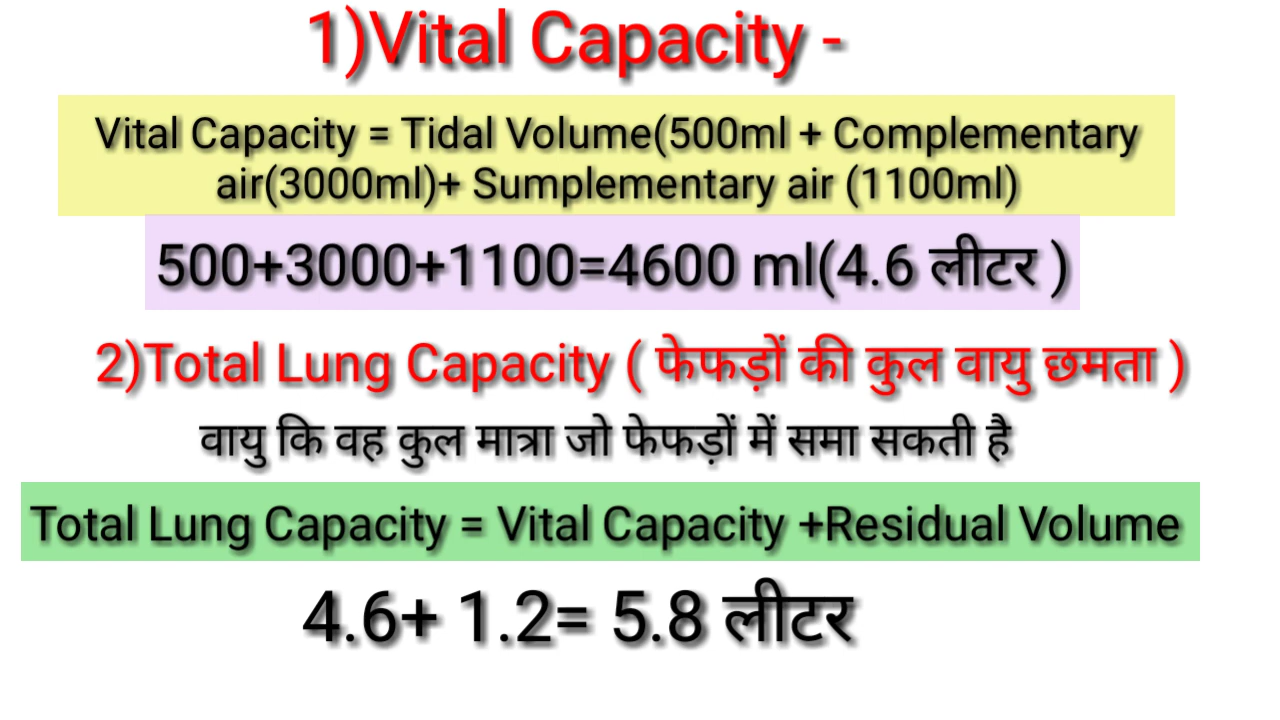 1)Vital Capacity -
Vital Capacity = Tidal Volume(500ml + Complementary
air(3000ml)+ Sumplementary air (1100ml)
500+3000+1100=4600 ml(4.6 लीटर )
2)Total Lung Capacity ( फेफड़ों की कुल वायु छमता )
वायु कि वह कुल मात्रा जो फेफड़ों में समा सकती है
Total Lung Capacity = Vital Capacity +Residual Volume
4.6+ 1.2= 5.8 लीटर